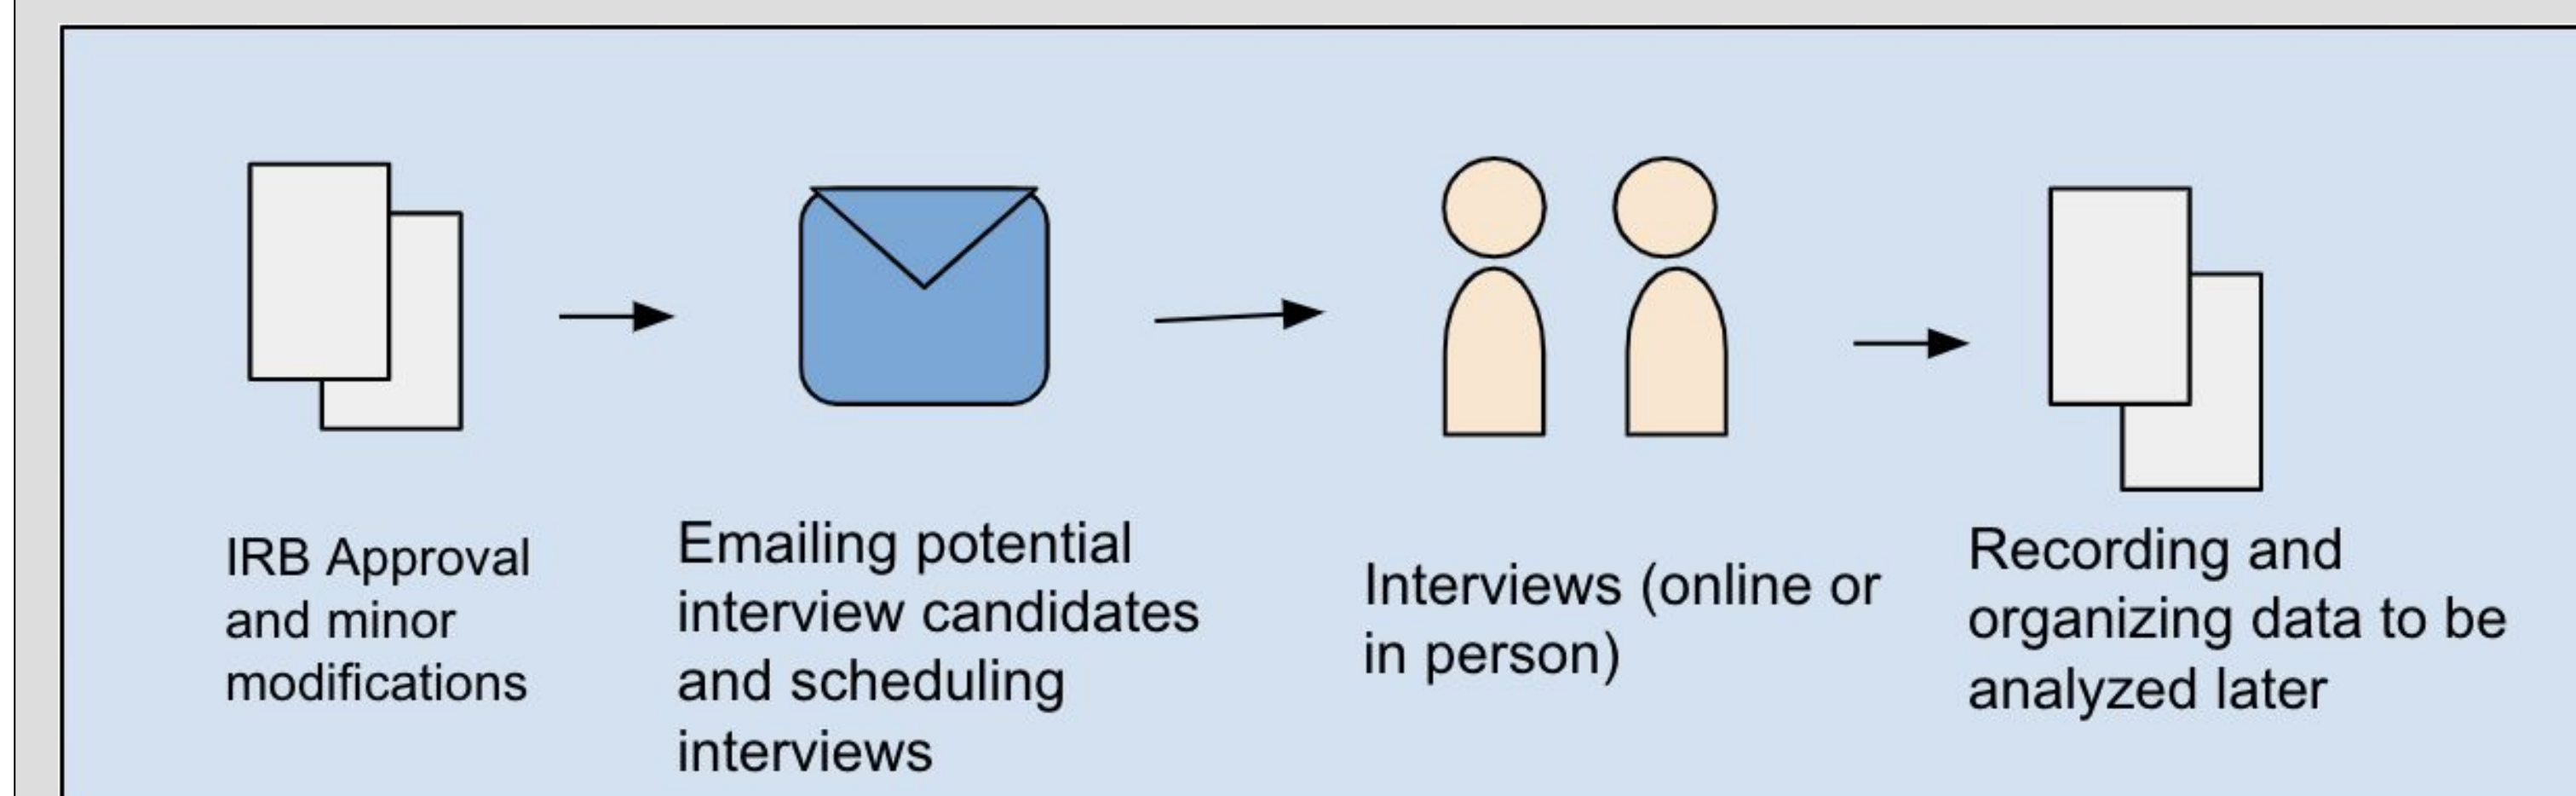 IRB Approval
and minor
modifications
Emailing potential
interview candidates
and scheduling
interviews
Interviews (online or
in person)
Recording and
organizing data to be
analyzed later